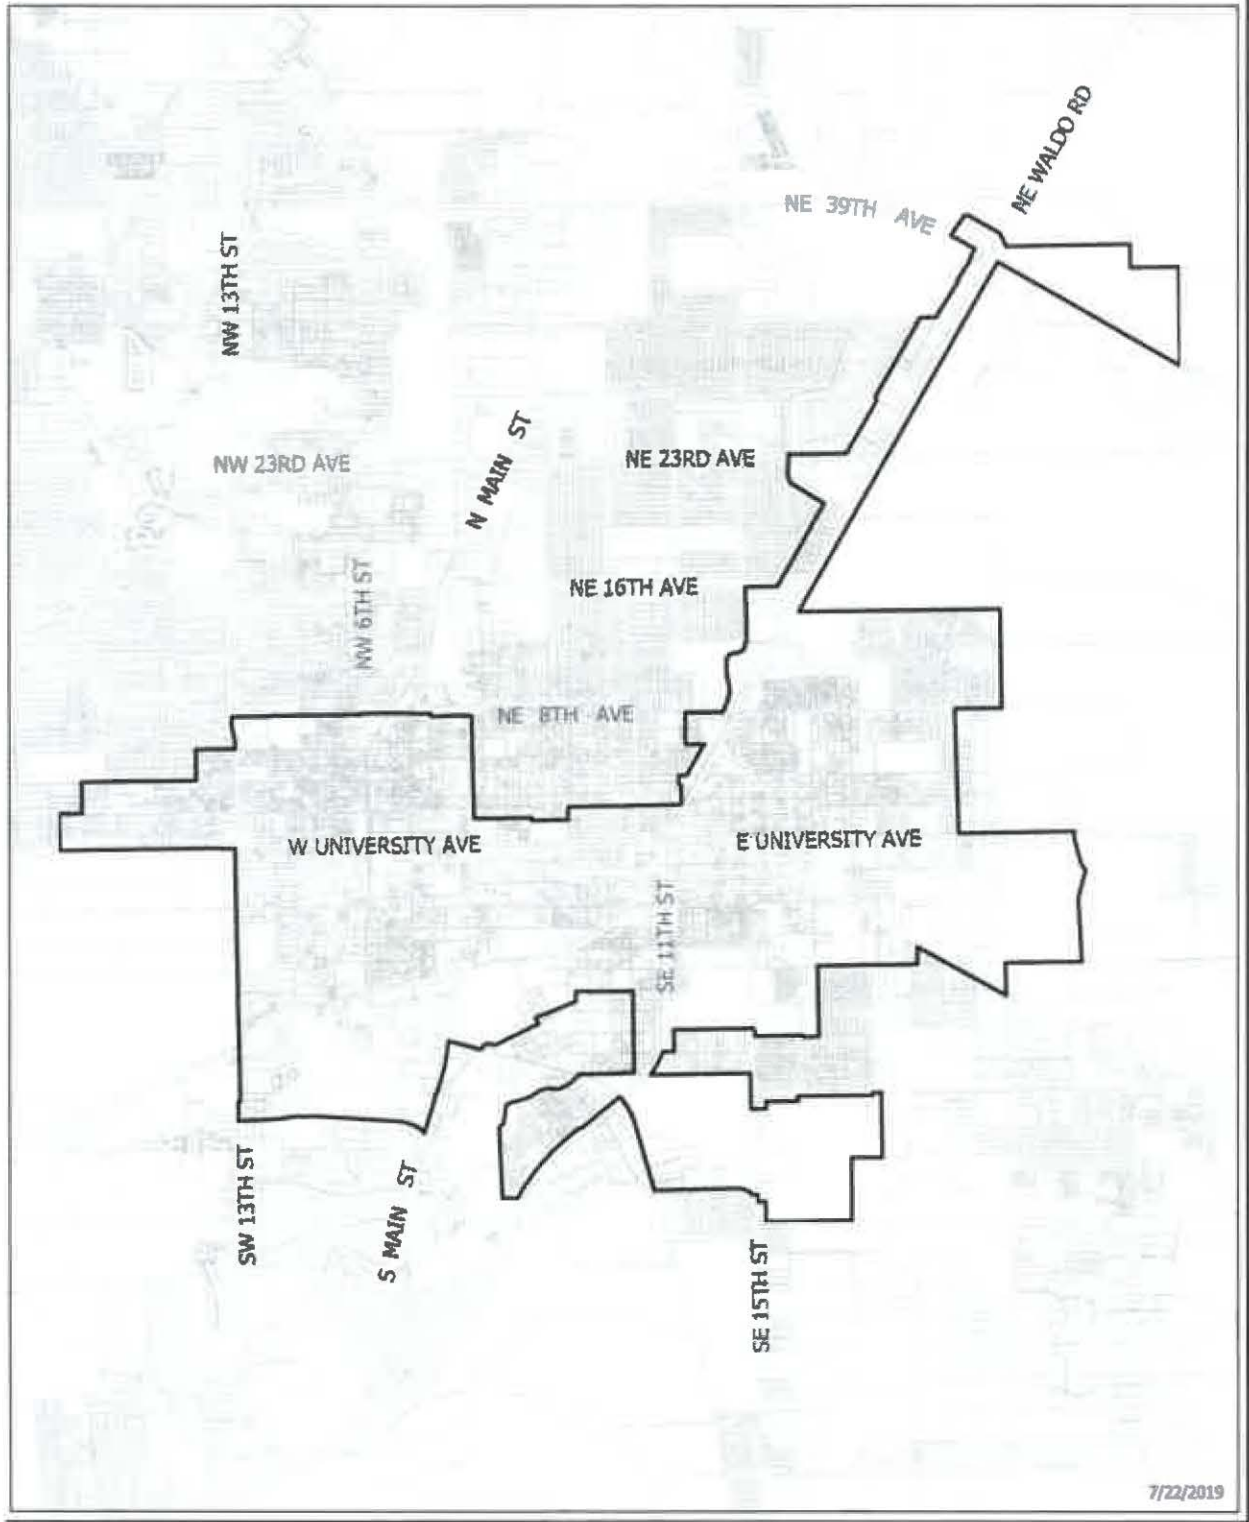 NE WALDO RD
NE 39TH AVE
NW 13TH ST
N MAIN ST
NW 23RD AVE
NE 23RD AVE
NW 6TH ST
NE 16TH AVE
NE 8TH AVE
W UNIVERSITY AVE
E UNIVERSITY AVE
SE 11TH ST
SW 13TH ST
S MAIN ST
SE 15TH ST
7/22/2019